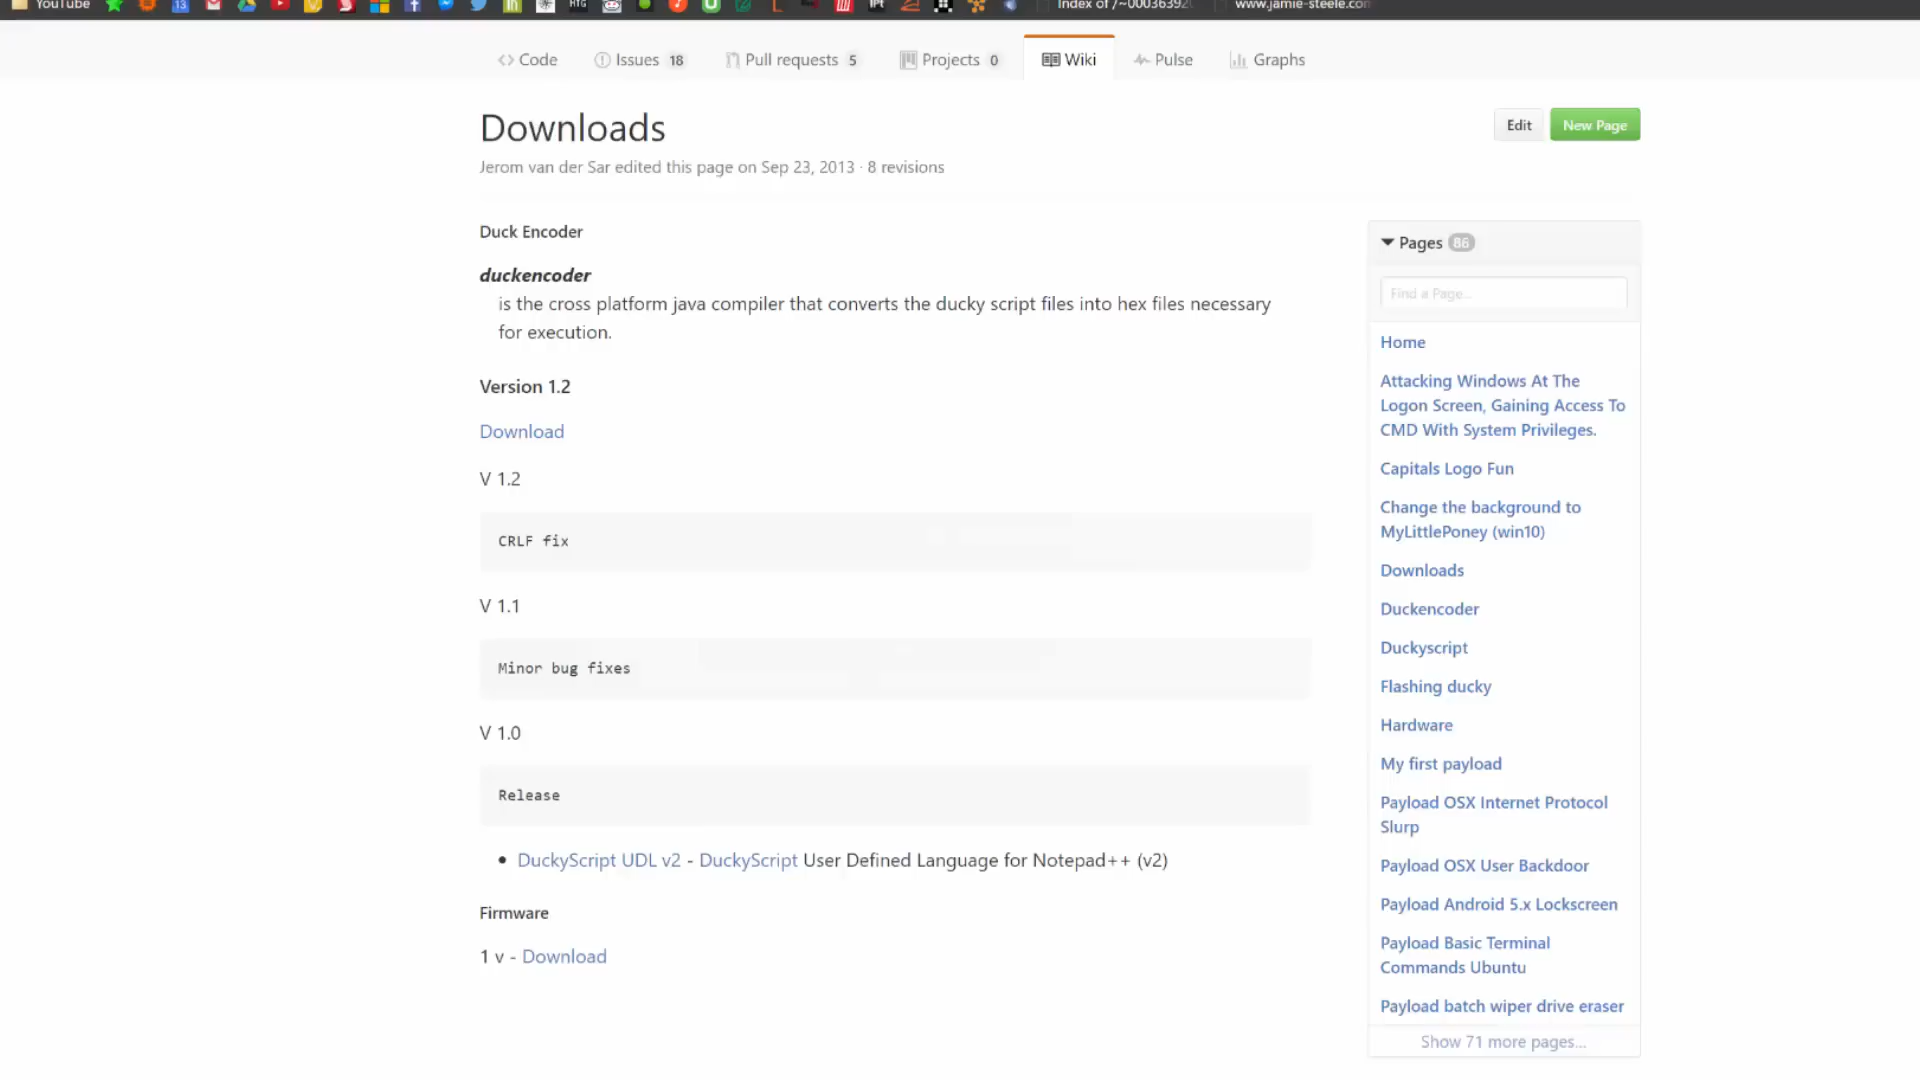 YouTube
13
HTG
Index of /~0003639
www.jamie-steele.com
Code
Issues 18
Pull requests 5
Projects 0
Wiki
Pulse
Graphs
Downloads
Edit
New Page
Jerom van der Sar edited this page on Sep 23, 2013 · 8 revisions
Duck Encoder
duckencoder
is the cross platform java compiler that converts the ducky script files into hex files necessary
for execution.
Version 1.2
Download
V 1.2
CRLF fix
V 1.1
Minor bug fixes
V 1.0
Release
• DuckyScript UDL v2 - DuckyScript User Defined Language for Notepad++ (v2)
Firmware
1 v - Download
Pages 86
Find a Page...
Home
Attacking Windows At The
Logon Screen, Gaining Access To
CMD With System Privileges.
Capitals Logo Fun
Change the background to
MyLittlePoney (win10)
Downloads
Duckencoder
Duckyscript
Flashing ducky
Hardware
My first payload
Payload OSX Internet Protocol
Slurp
Payload OSX User Backdoor
Payload Android 5.x Lockscreen
Payload Basic Terminal
Commands Ubuntu
Payload batch wiper drive eraser
Show 71 more pages...